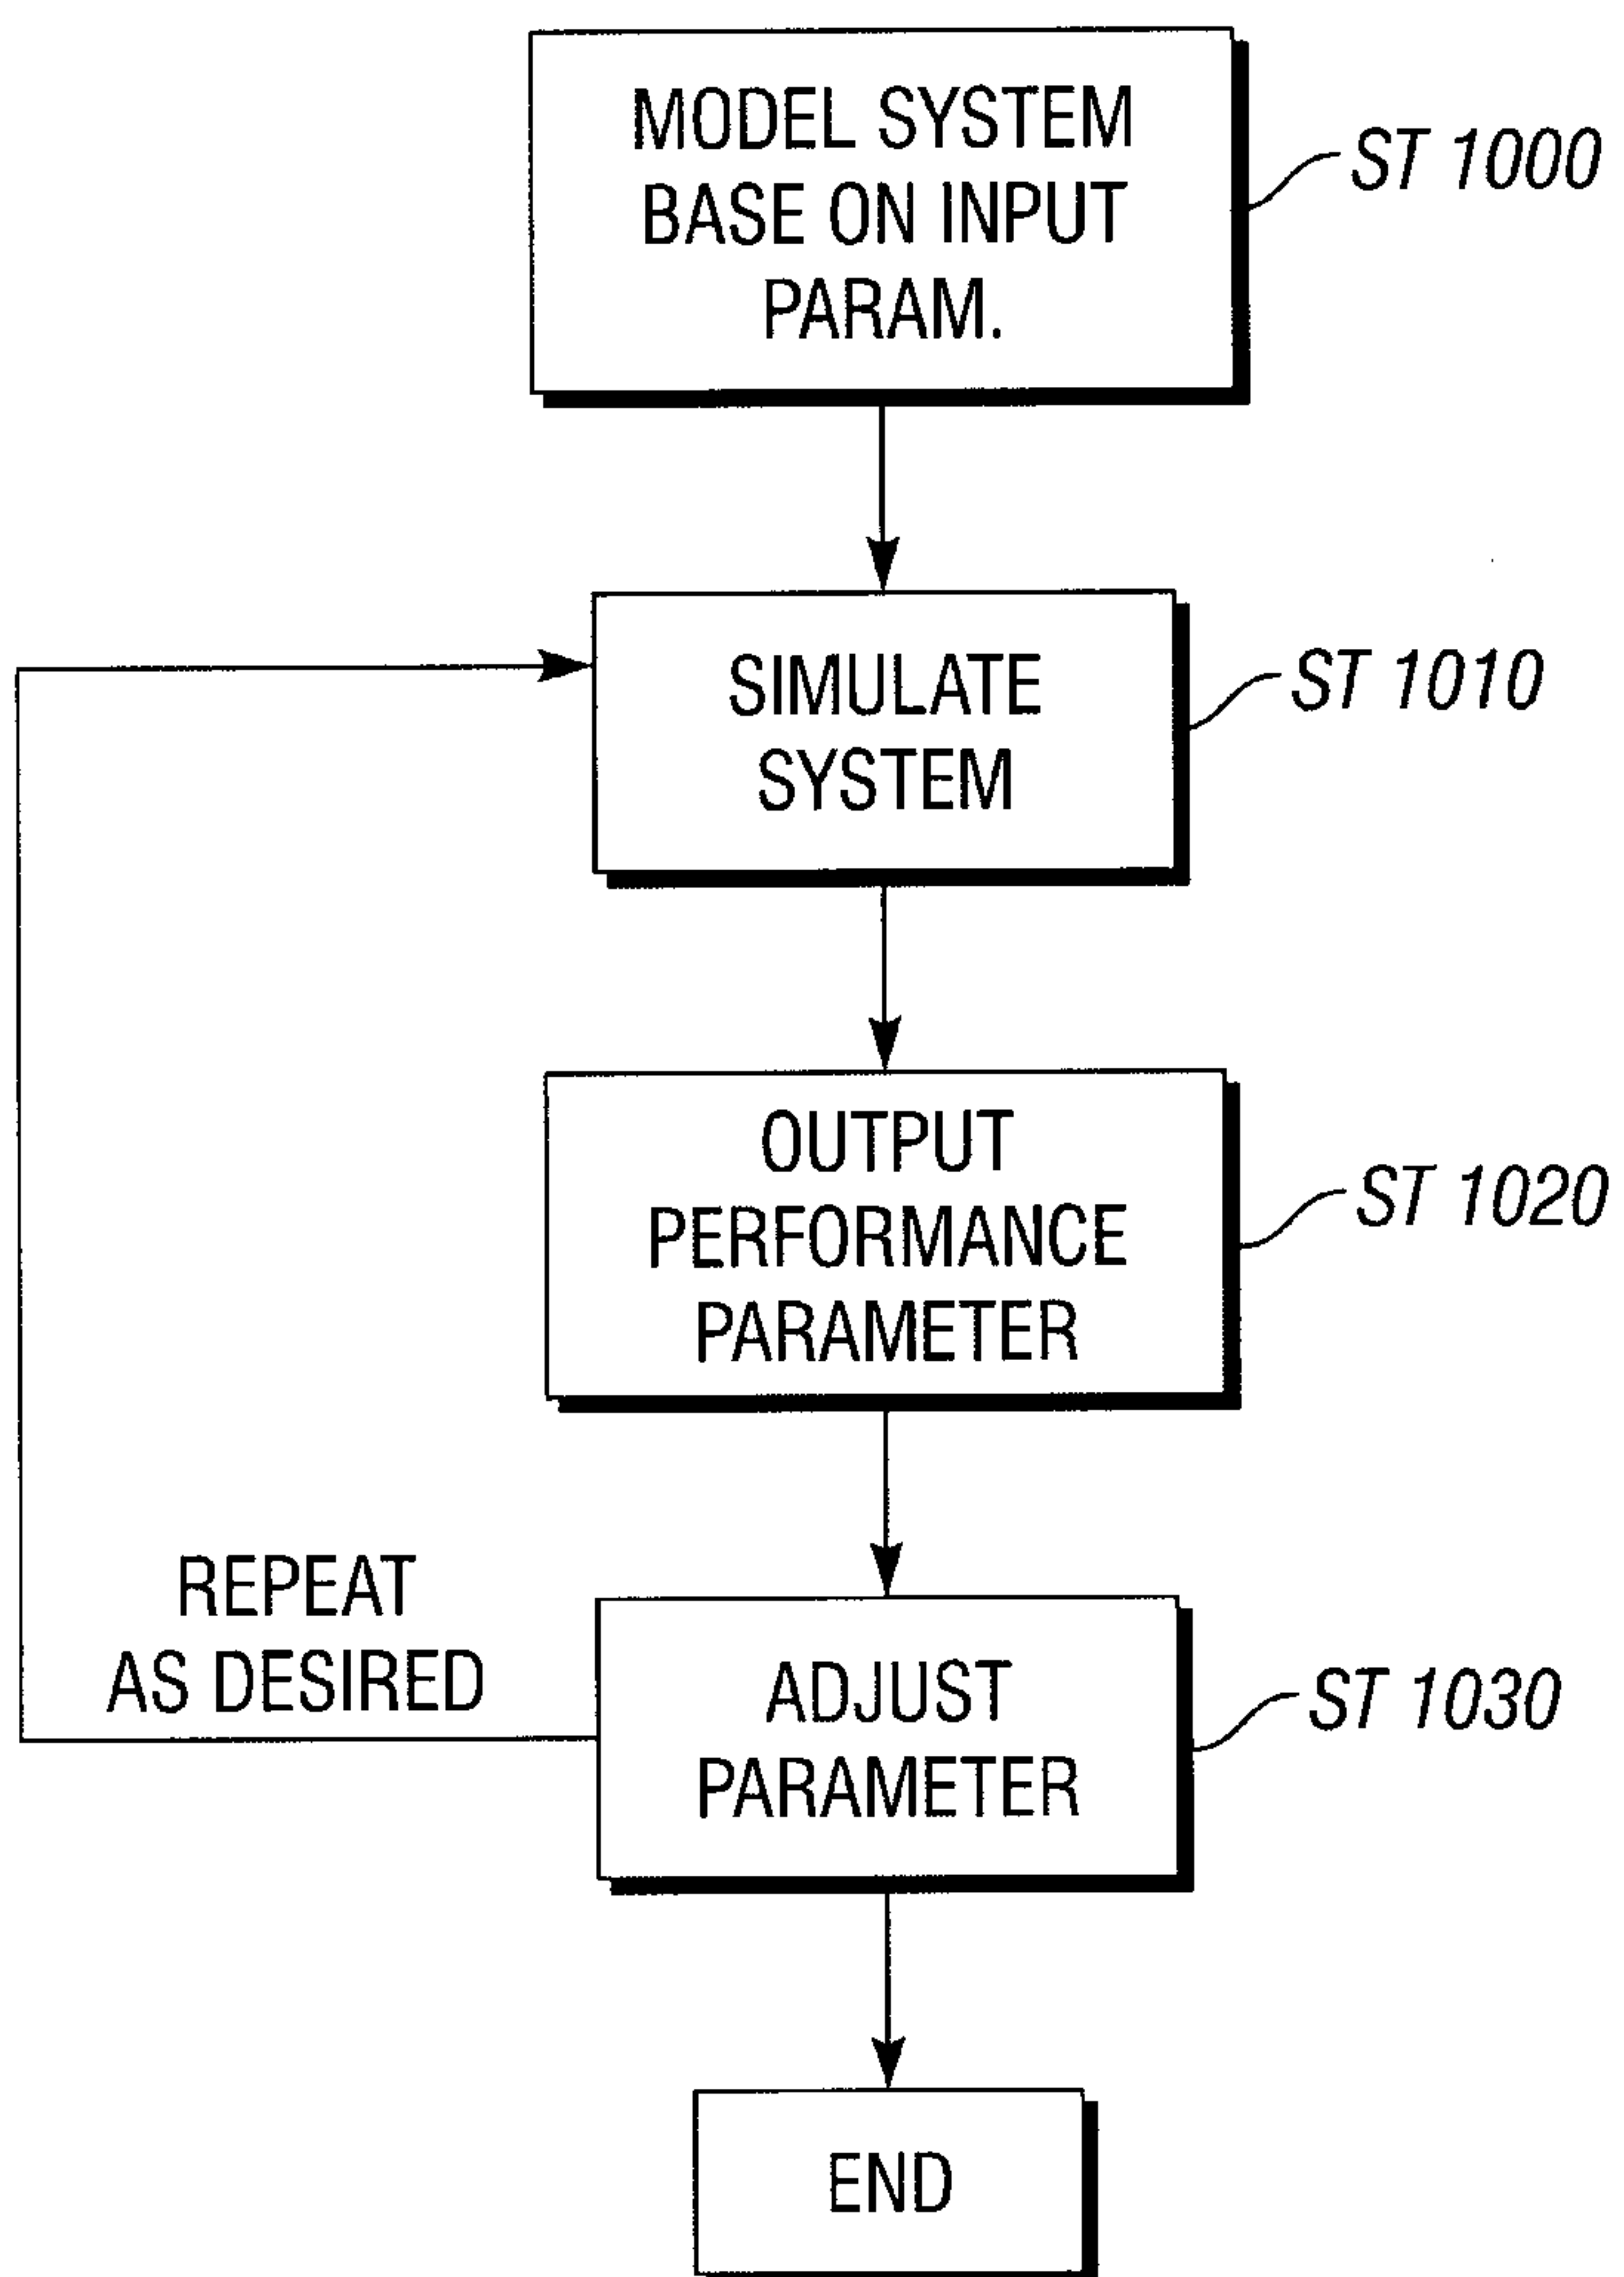 MODEL SYSTEM
BASE ON INPUT
PARAM.
ST 1000
SIMULATE
SYSTEM
ST 1010
OUTPUT
PERFORMANCE
PARAMETER
ST 1020
REPEAT
AS DESIRED
ADJUST
PARAMETER
ST 1030
END